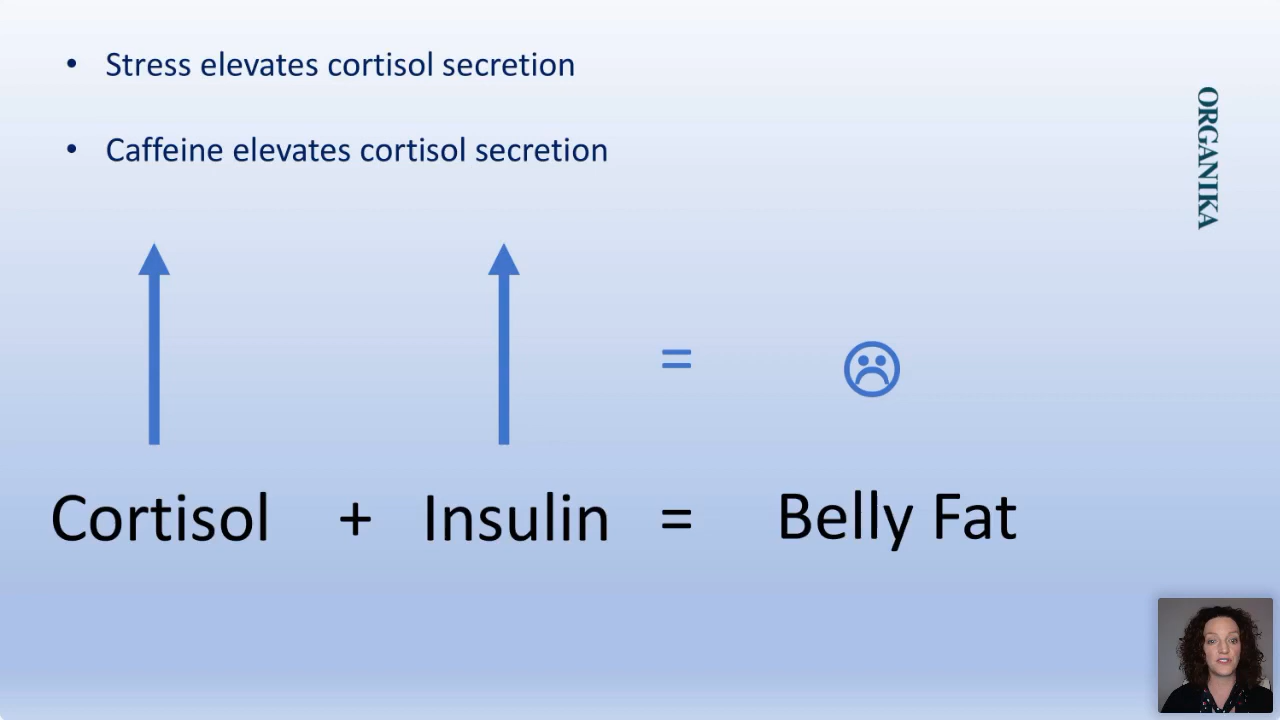 • Stress elevates cortisol secretion
• Caffeine elevates cortisol secretion
ORGANIKA
=
Cortisol + Insulin = Belly Fat